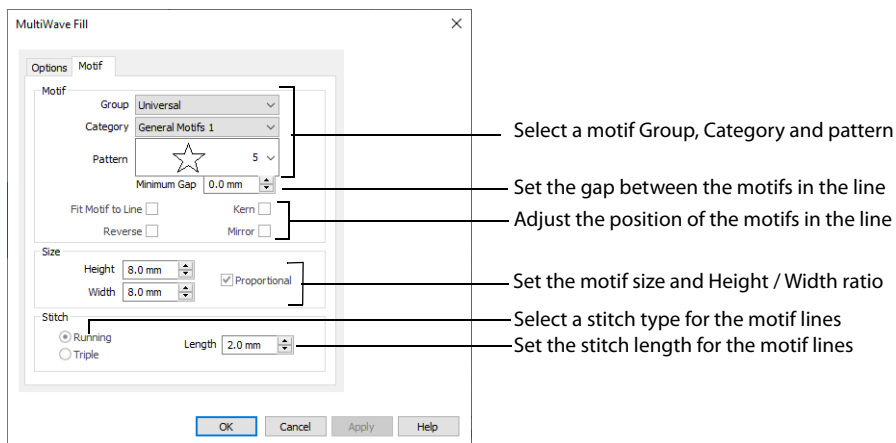 MultiWave Fill
Options Motif
Motif
Group Universal
Category General Motifs 1
Select a motif Group, Category and pattern
Pattern 5
Minimum Gap 0.0 mm
Set the gap between the motifs in the line
Fit Motif to Line Kern
Adjust the position of the motifs in the line
Reverse Mirror
Size
Height 8.0 mm
Proportional
Set the motif size and Height / Width ratio
Width 8.0 mm
Stitch
Select a stitch type for the motif lines
Running
Length 2.0 mm
Set the stitch length for the motif lines
Triple
OK Cancel Apply Help